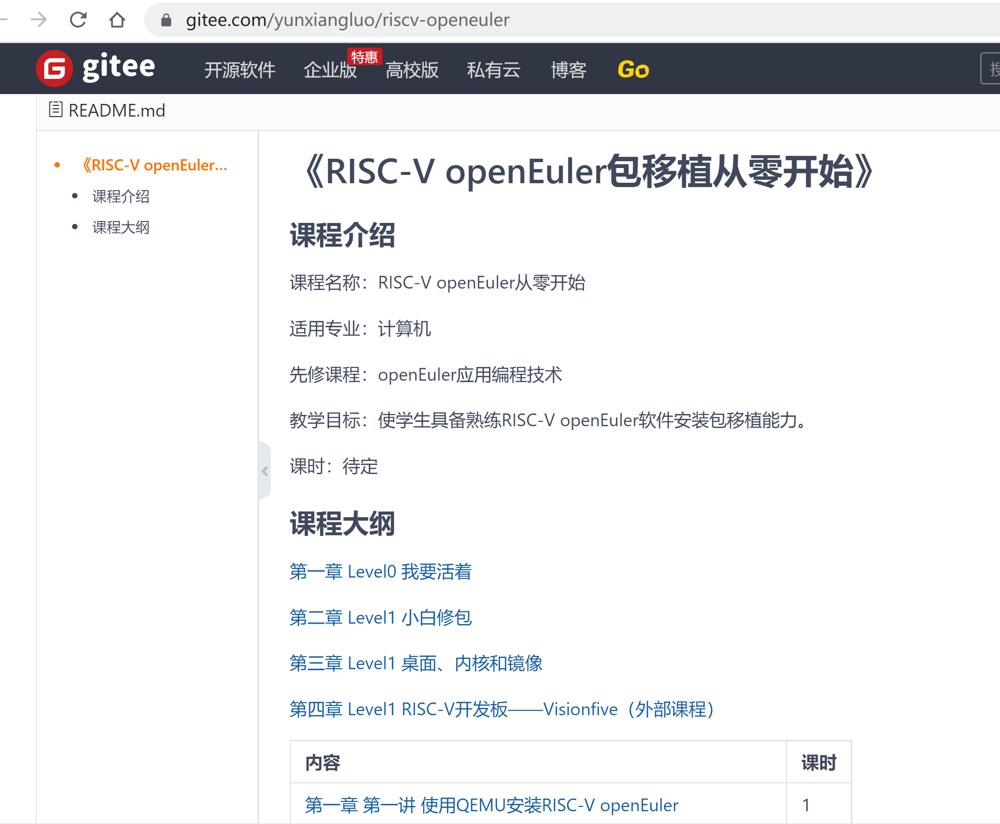 gitee.com/yunxiangluo/riscv-openeuler
gitee 开源软件 企业版 特惠 高校版 私有云 博客 Go
README.md
《RISC-V openEuler...
课程介绍
课程大纲
《RISC-V openEuler包移植从零开始》
课程介绍
课程名称：RISC-V openEuler从零开始
适用专业：计算机
先修课程：openEuler应用编程技术
教学目标：使学生具备熟练RISC-V openEuler软件安装包移植能力。
课时：待定
课程大纲
第一章 Level0 我要活着
第二章 Level1 小白修包
第三章 Level1 桌面、内核和镜像
第四章 Level1 RISC-V开发板——Visionfive（外部课程）
内容 课时
第一章 第一讲 使用QEMU安装RISC-V openEuler 1